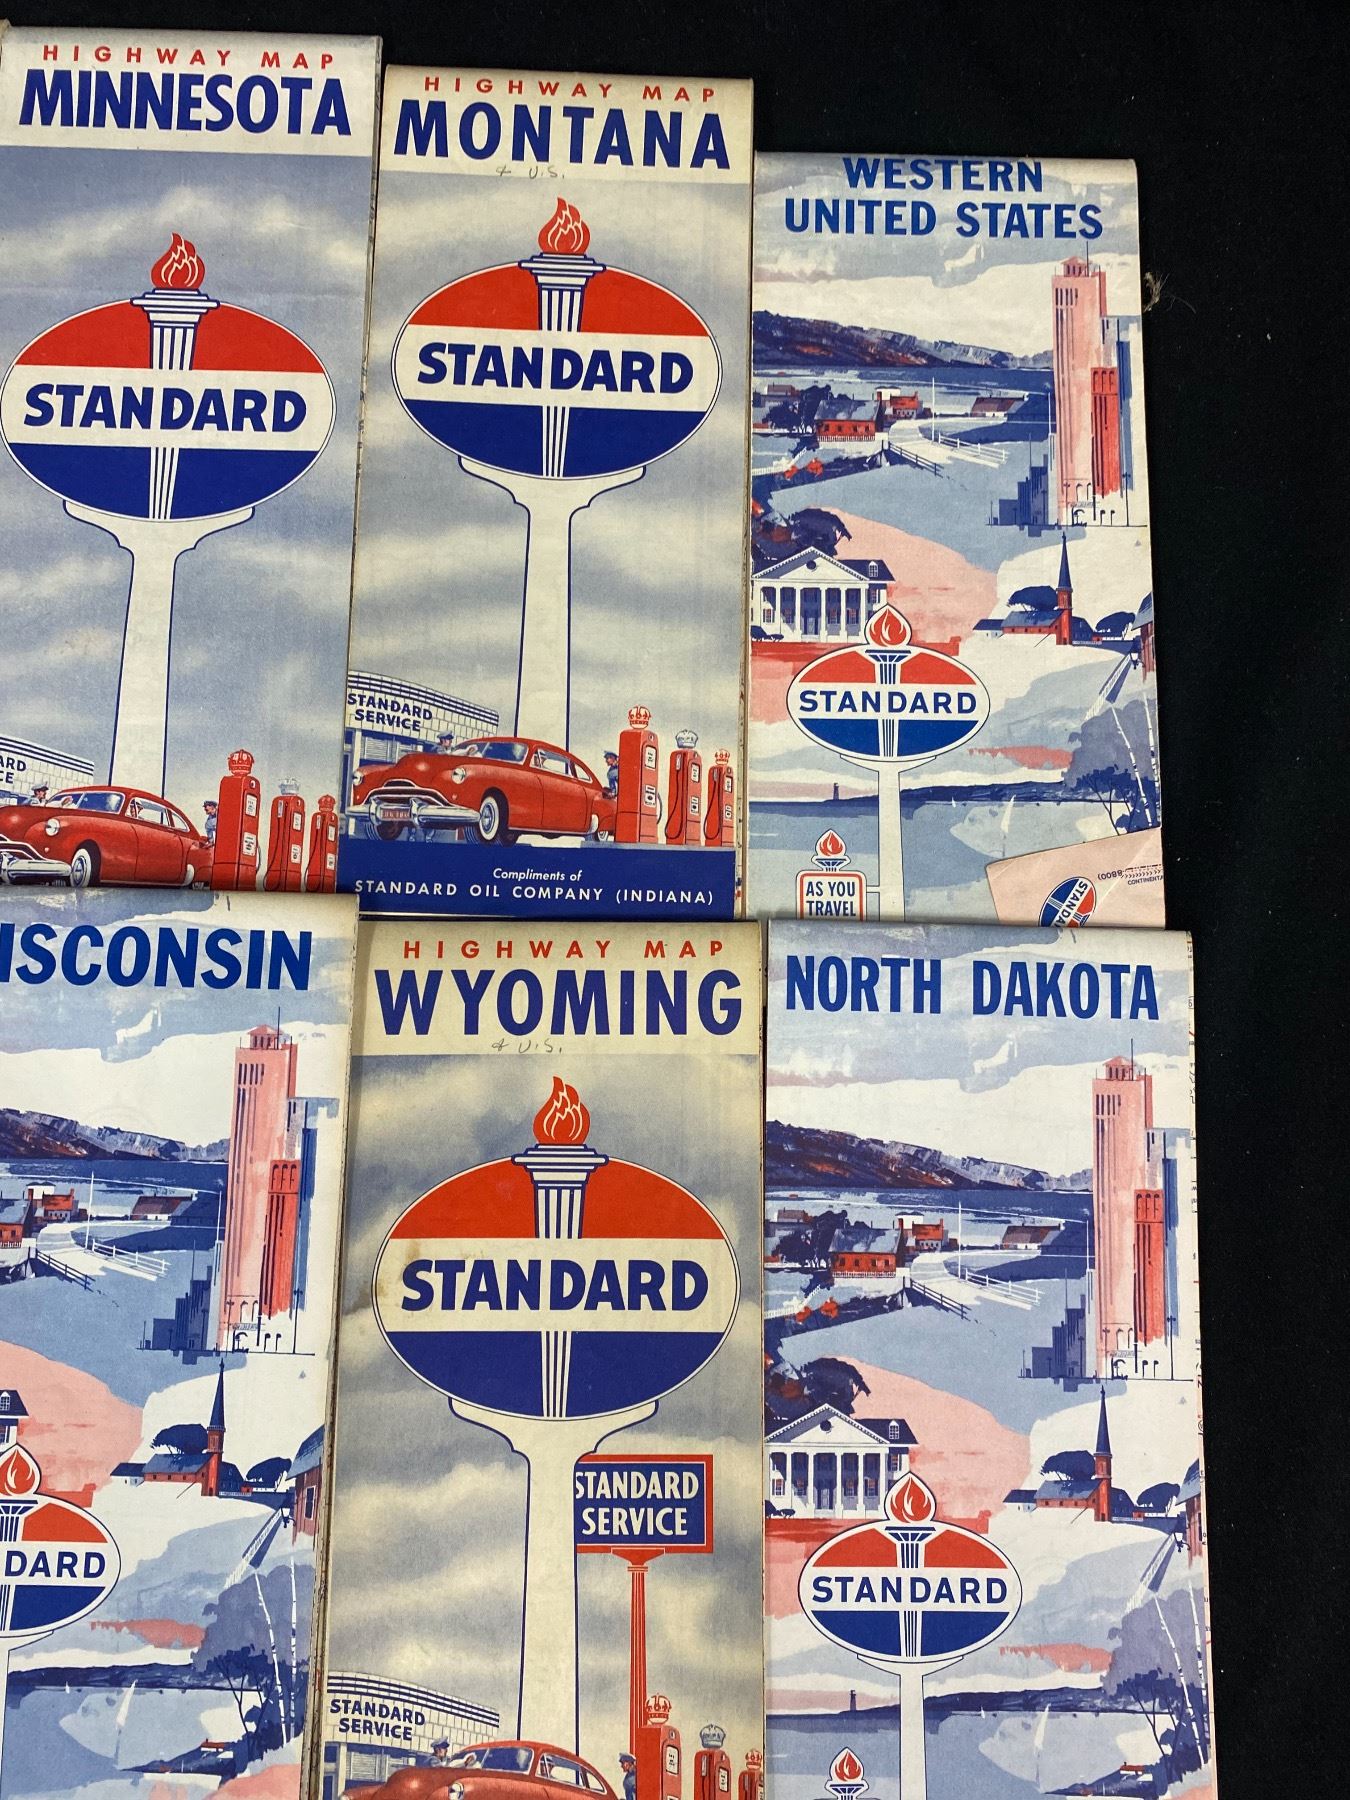 HIGHWAY MAP
MINNESOTA
STANDARD
HIGHWAY MAP
MONTANA
& U.S.
STANDARD
STANDARD
SERVICE
Compliments of
STANDARD OIL COMPANY (INDIANA)
WESTERN
UNITED STATES
STANDARD
AS YOU
TRAVEL
ISCONSIN
DARD
HIGHWAY MAP
WYOMING
& U.S.
STANDARD
STANDARD
SERVICE
STANDARD
SERVICE
NORTH DAKOTA
STANDARD